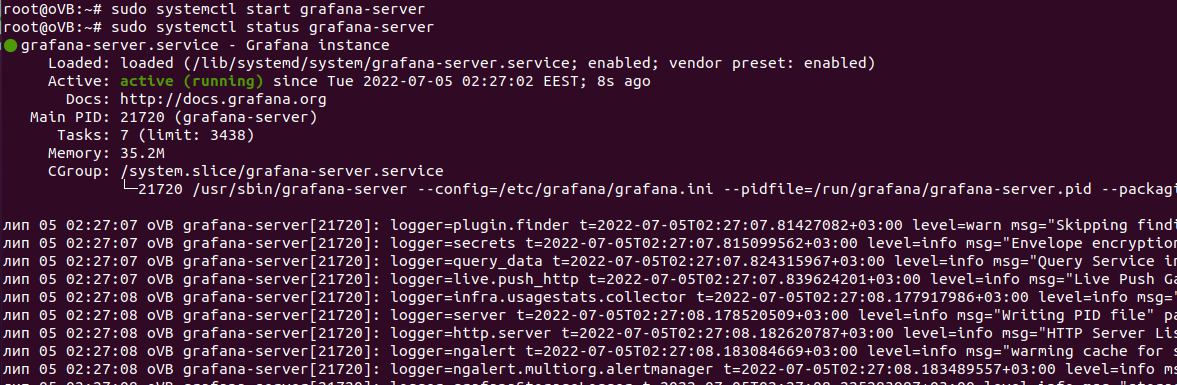 root@oVB:~# sudo systemctl start grafana-server
root@oVB:~# sudo systemctl status grafana-server
● grafana-server.service - Grafana instance
Loaded: loaded (/lib/systemd/system/grafana-server.service; enabled; vendor preset: enabled)
Active: active (running) since Tue 2022-07-05 02:27:02 EEST; 8s ago
Docs: http://docs.grafana.org
Main PID: 21720 (grafana-server)
Tasks: 7 (limit: 3438)
Memory: 35.2M
CGroup: /system.slice/grafana-server.service
└─21720 /usr/sbin/grafana-server --config=/etc/grafana/grafana.ini --pidfile=/run/grafana/grafana-server.pid --packagi
лип 05 02:27:07 oVB grafana-server[21720]: logger=plugin.finder t=2022-07-05T02:27:07.81427082+03:00 level=warn msg="Skipping findi
лип 05 02:27:07 oVB grafana-server[21720]: logger=secrets t=2022-07-05T02:27:07.815099562+03:00 level=info msg="Envelope encryption
лип 05 02:27:07 oVB grafana-server[21720]: logger=query_data t=2022-07-05T02:27:07.824315967+03:00 level=info msg="Query Service in
лип 05 02:27:07 oVB grafana-server[21720]: logger=live.push_http t=2022-07-05T02:27:07.839624201+03:00 level=info msg="Live Push Ga
лип 05 02:27:08 oVB grafana-server[21720]: logger=infra.usagestats.collector t=2022-07-05T02:27:08.177917986+03:00 level=info msg="
лип 05 02:27:08 oVB grafana-server[21720]: logger=server t=2022-07-05T02:27:08.178520509+03:00 level=info msg="Writing PID file" pa
лип 05 02:27:08 oVB grafana-server[21720]: logger=http.server t=2022-07-05T02:27:08.182620787+03:00 level=info msg="HTTP Server Lis
лип 05 02:27:08 oVB grafana-server[21720]: logger=ngalert t=2022-07-05T02:27:08.183084669+03:00 level=info msg="warming cache for s
лип 05 02:27:08 oVB grafana-server[21720]: logger=ngalert.multiorg.alertmanager t=2022-07-05T02:27:08.183489557+03:00 level=info ms